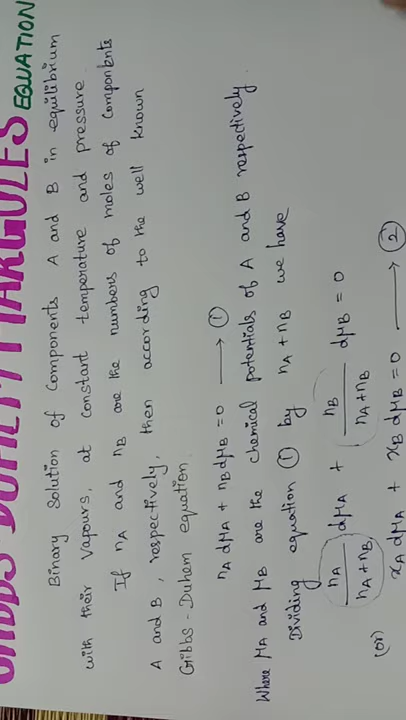 GIBBS DUHEM MARGULES EQUATION
Binary Solution of Components A and B in equilibrium
with their Vapours, at Constant temperature and pressure.
If nA and nB are the numbers of moles of Components
A and B, respectively, then according to the well known
Gibbs - Duhem equation.
nA dμA + nB dμB = 0 ⟶ ①
Where μA and μB are the chemical potentials of A and B respectively.
Dividing equation ① by nA + nB we have
nA/(nA + nB) dμA + nB/(nA + nB) dμB = 0
(or) xA dμA + xB dμB = 0 ⟶ ②